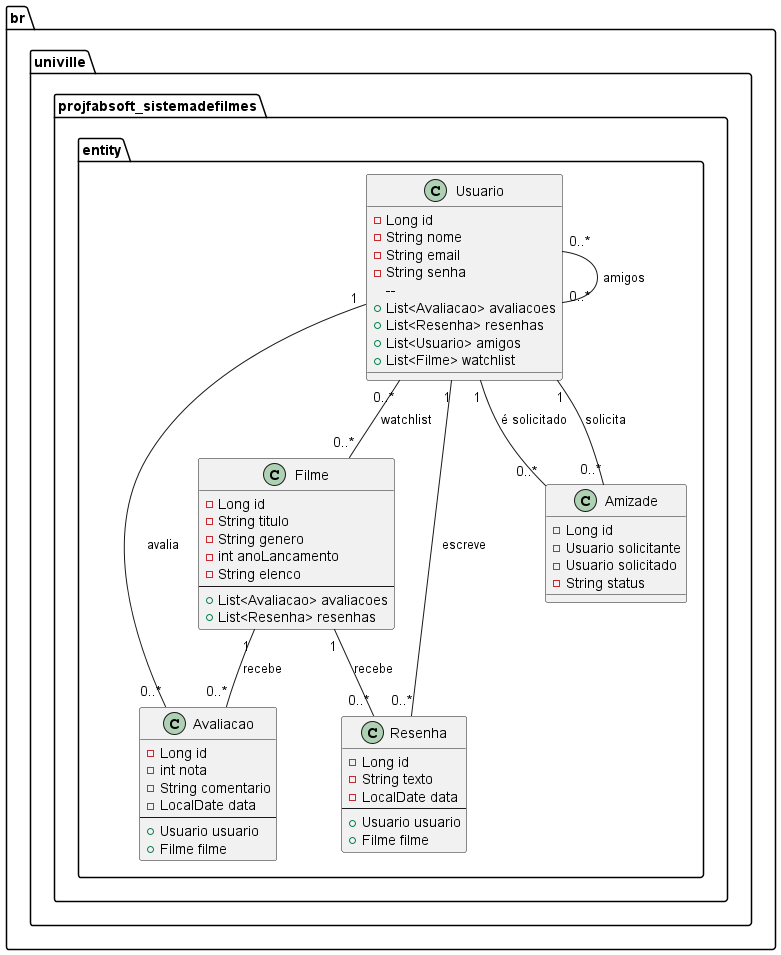 br
univille
projfabsoft_sistemadefilmes
entity
C Usuario
Long id
String nome
String email
String senha
--
List<Avaliacao> avaliacoes
List<Resenha> resenhas
List<Usuario> amigos
List<Filme> watchlist
0..*
amigos
0..*
1
0..*
1
1
1
watchlist
é solicitado
solicita
0..*
0..*
0..*
C Filme
Long id
String titulo
String genero
int anoLancamento
String elenco
List<Avaliacao> avaliacoes
List<Resenha> resenhas
C Amizade
Long id
Usuario solicitante
Usuario solicitado
String status
avalia
escreve
1
1
recebe
recebe
0..*
0..*
0..*
0..*
C Avaliacao
Long id
int nota
String comentario
LocalDate data
Usuario usuario
Filme filme
C Resenha
Long id
String texto
LocalDate data
Usuario usuario
Filme filme